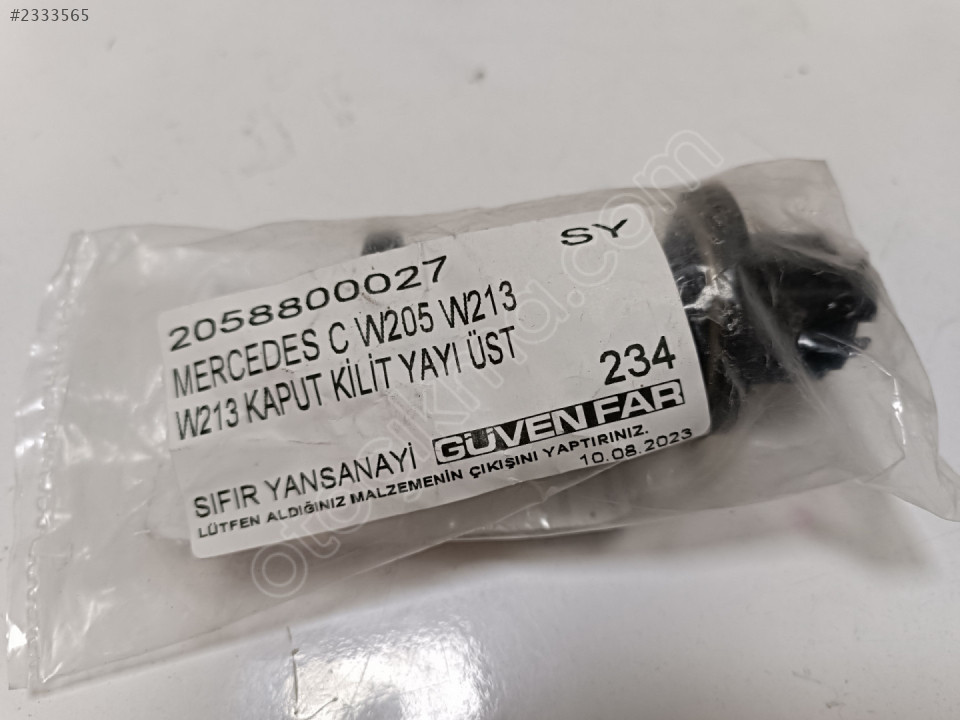 #2333565
SY
2058800027
MERCEDES C W205 W213
W213 KAPUT KİLİT YAYI ÜST
234
SIFIR YANSANAYİ GÜVEN FAR
LÜTFEN ALDIĞINIZ MALZEMENİN ÇIKIŞINI YAPTIRINIZ.
10.08.2023